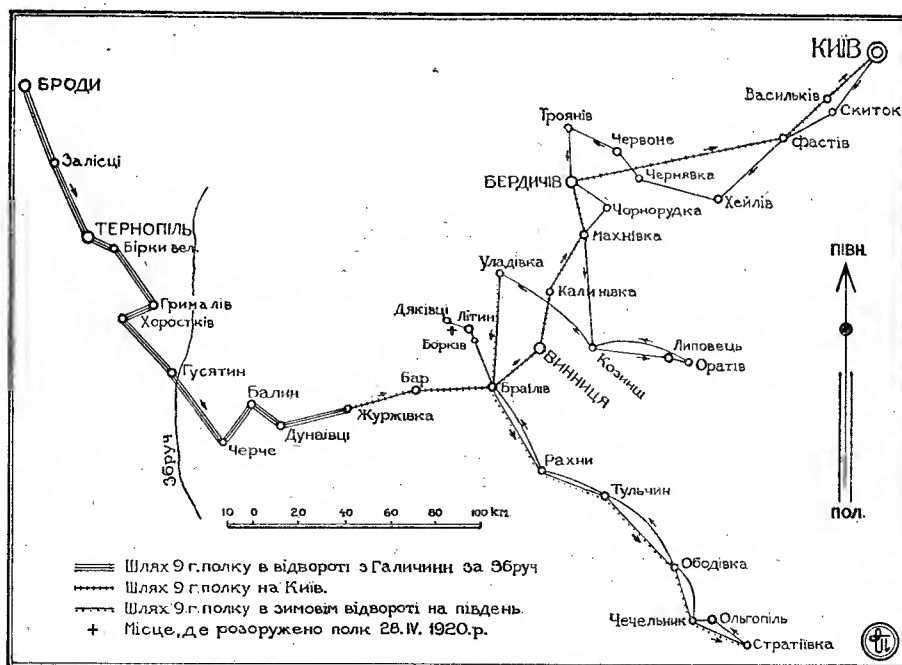 КИЇВ
БРОДИ
Васильків
Скиток
Троянів
Червоне
Фастів
Залісці
Чернявка
БЕРДИЧІВ
Хейлів
Чорнорудка
ТЕРНОПІЛЬ
Бірки вел.
Махнівка
Уладівка
ПІВН.
Калинівка
Грималів
Хоростків
Дяківці
Літин
Борків
Липовець
Оратів
Козинці
ВИННИЦЯ
Гусятин
Балин
Бар
Браїлів
Журжівка
Дунаївці
Черче
Збруч
Рахни
Тульчин
ПОЛ.
10 0 20 40 60 80 100 km.
Шлях 9 г. полку в відвороті з Галичини за Збруч
Шлях 9 г. полку на Київ.
Шлях 9 г. полку в зимовім відвороті на південь.
+ Місце, де розоружено полк 28. IV. 1920. р.
Ободівка
Чечельник
Ольгопіль
Стратіївка